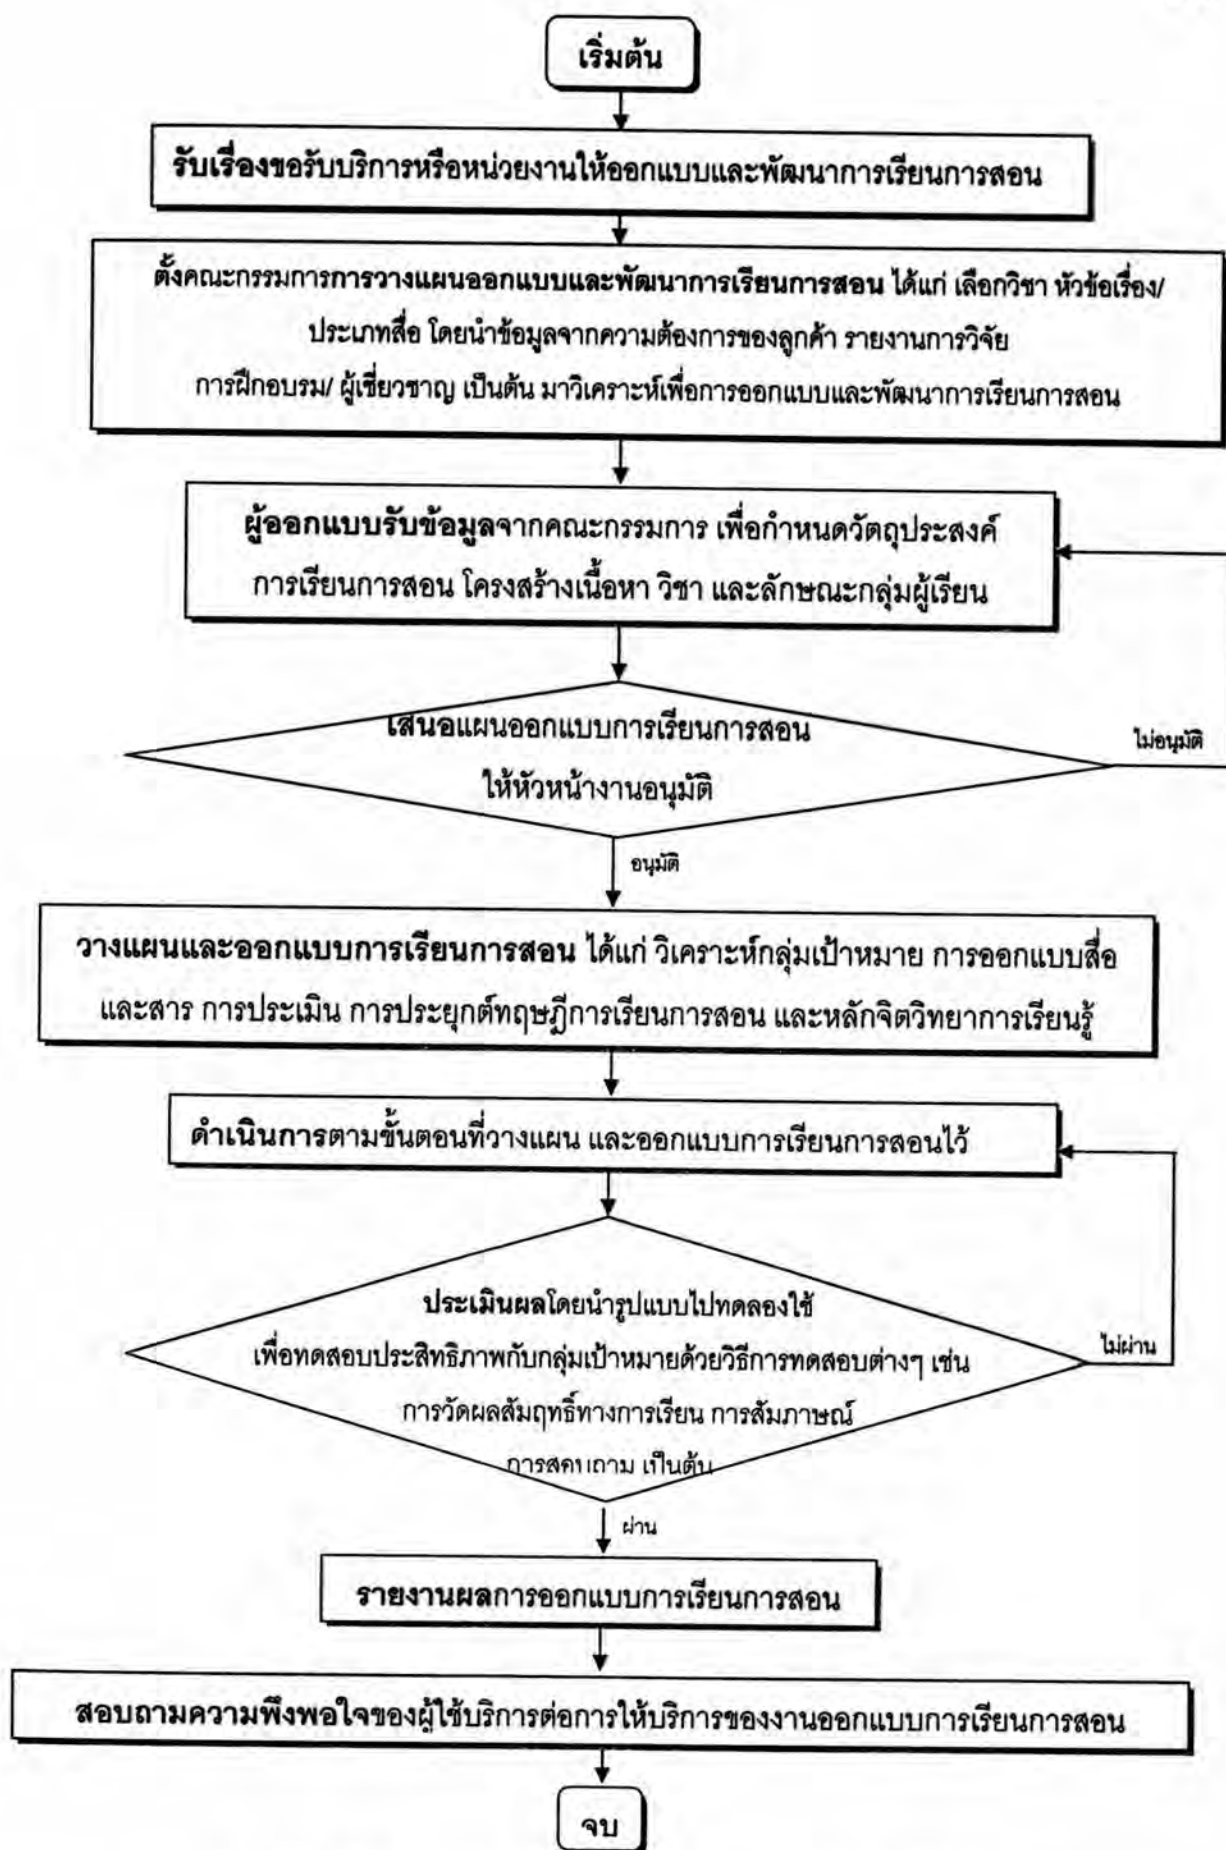 เริ่มต้น
รับเรื่องขอรับบริการหรือหน่วยงานให้ออกแบบและพัฒนาการเรียนการสอน
ตั้งคณะกรรมการการวางแผนออกแบบและพัฒนาการเรียนการสอน ได้แก่ เลือกวิชา หัวข้อเรื่อง/
ประเภทสื่อ โดยนำข้อมูลจากความต้องการของลูกค้า รายงานการวิจัย
การฝึกอบรม/ ผู้เชี่ยวชาญ เป็นต้น มาวิเคราะห์เพื่อการออกแบบและพัฒนาการเรียนการสอน
ผู้ออกแบบรับข้อมูลจากคณะกรรมการ เพื่อกำหนดวัตถุประสงค์
การเรียนการสอน โครงสร้างเนื้อหา วิชา และลักษณะกลุ่มผู้เรียน
เสนอแผนออกแบบการเรียนการสอน
ให้หัวหน้างานอนุมัติ
ไม่อนุมัติ
อนุมัติ
วางแผนและออกแบบการเรียนการสอน ได้แก่ วิเคราะห์กลุ่มเป้าหมาย การออกแบบสื่อ
และสาร การประเมิน การประยุกต์ทฤษฎีการเรียนการสอน และหลักจิตวิทยาการเรียนรู้
ดำเนินการตามขั้นตอนที่วางแผน และออกแบบการเรียนการสอนไว้
ประเมินผลโดยนำรูปแบบไปทดลองใช้
เพื่อทดสอบประสิทธิภาพกับกลุ่มเป้าหมายด้วยวิธีการทดสอบต่างๆ เช่น
การวัดผลสัมฤทธิ์ทางการเรียน การสัมภาษณ์
การสอบถาม เป็นต้น
ไม่ผ่าน
ผ่าน
รายงานผลการออกแบบการเรียนการสอน
สอบถามความพึงพอใจของผู้ใช้บริการต่อการให้บริการของงานออกแบบการเรียนการสอน
จบ